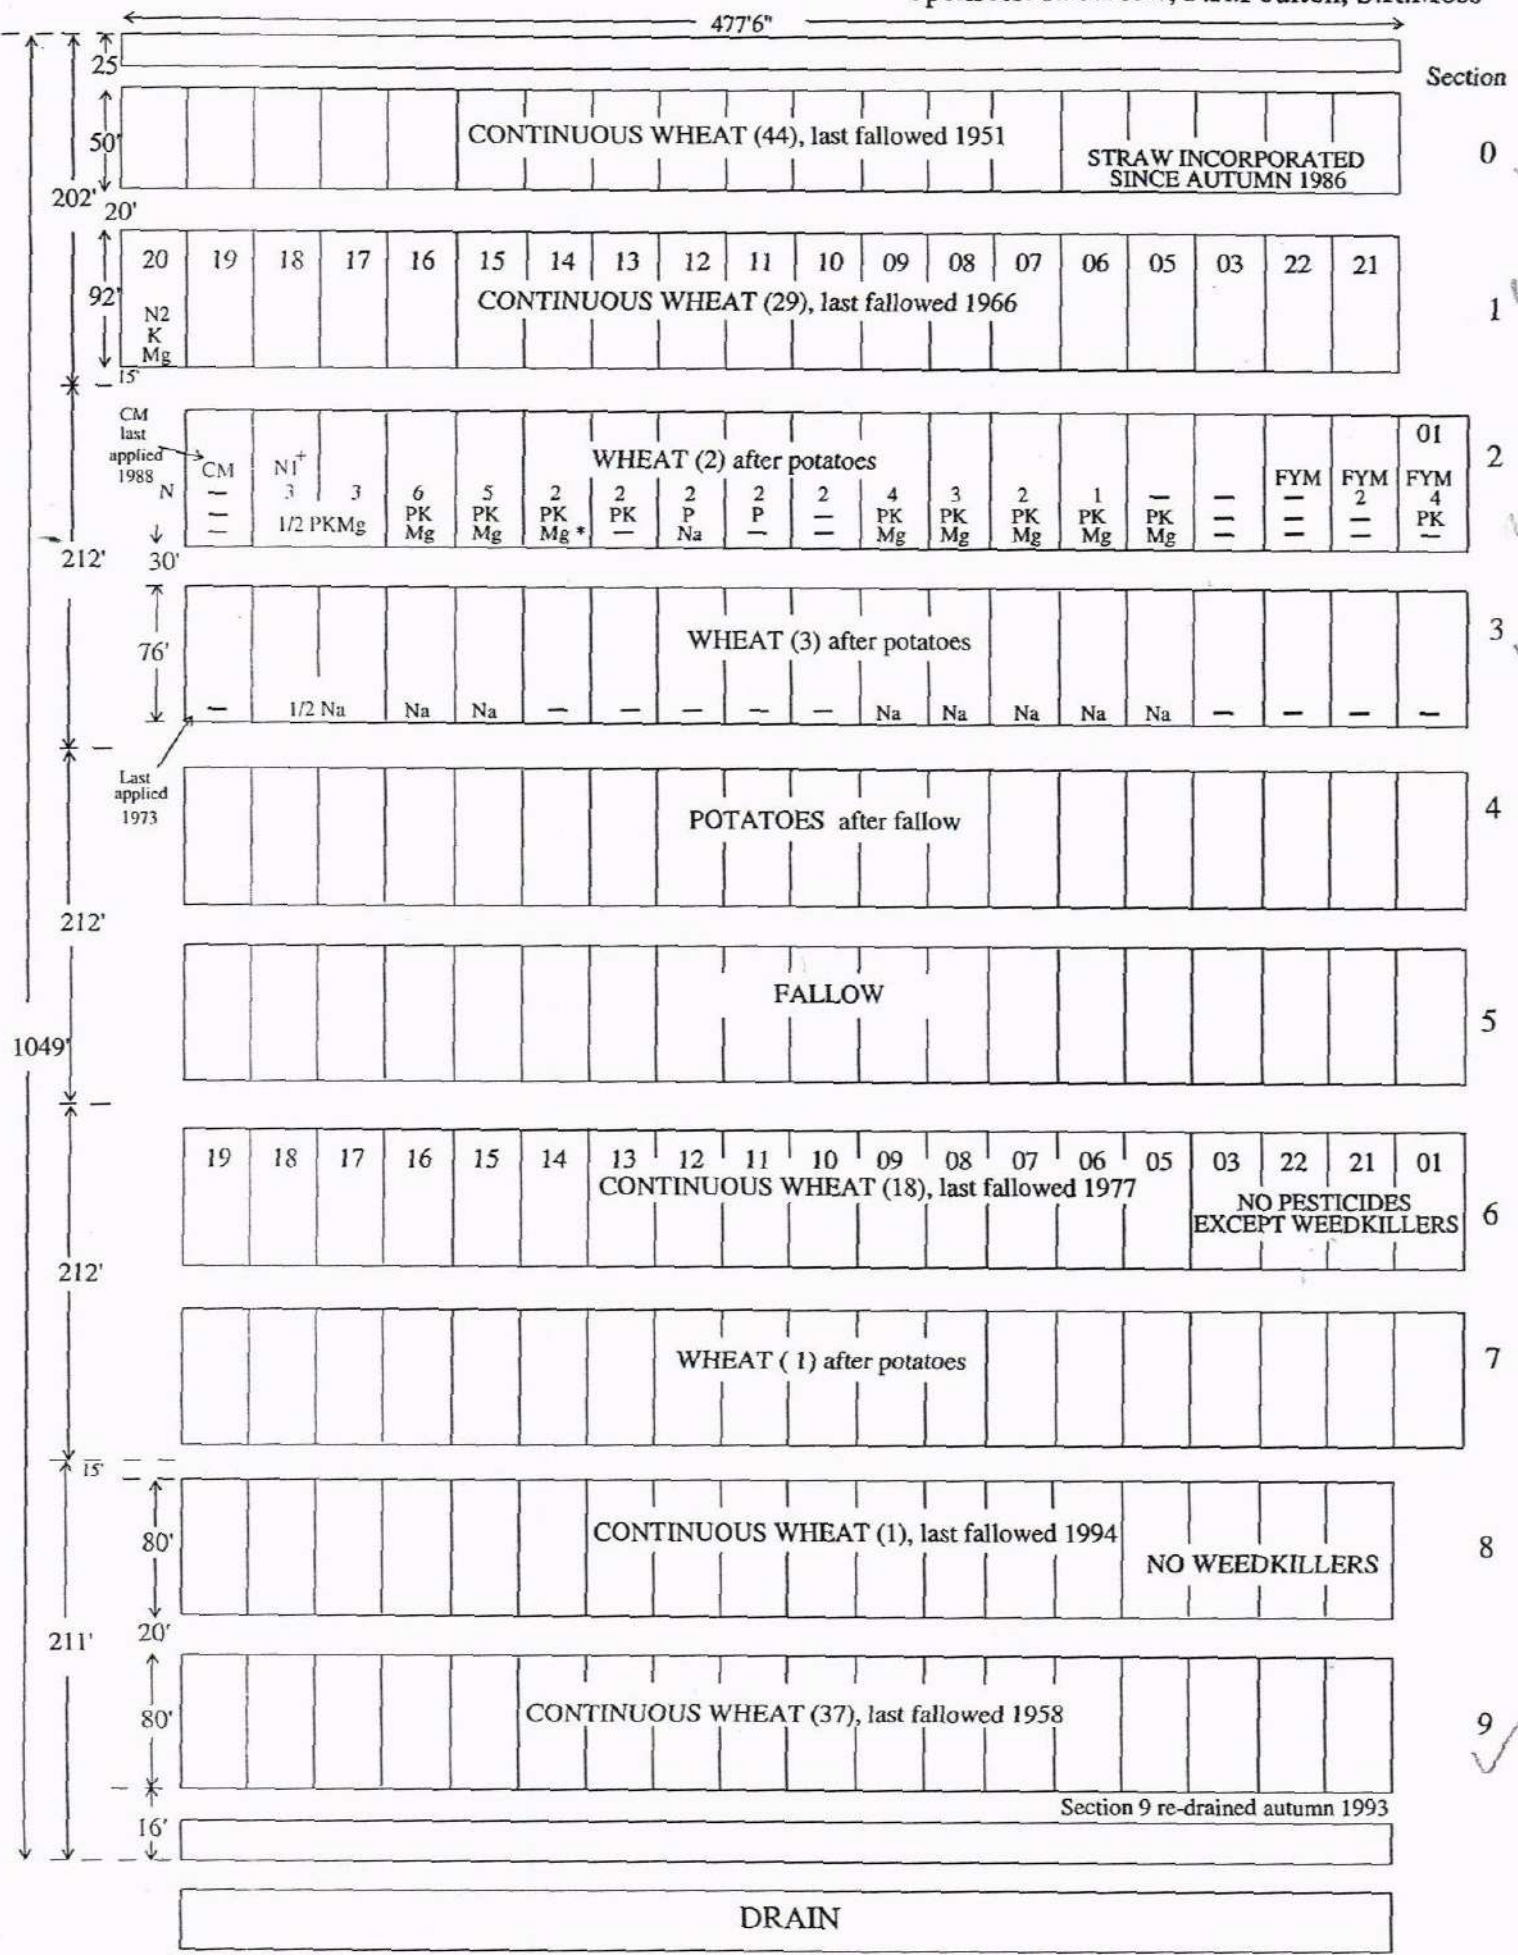 477'6"
25'
Section
50'
CONTINUOUS WHEAT (44), last fallowed 1951
STRAW INCORPORATED
SINCE AUTUMN 1986
0
202'
20'
20 19 18 17 16 15 14 13 12 11 10 09 08 07 06 05 03 22 21
92'
CONTINUOUS WHEAT (29), last fallowed 1966
1
N2
K
Mg
15'
CM
last
applied
1988
01
WHEAT (2) after potatoes
2
CM N1+ FYM FYM FYM
N — 3 3 6 5 2 2 2 2 2 4 3 2 1 — — — 2 4
— 1/2 PKMg PK PK PK PK P P — PK PK PK PK PK — — — PK
— Mg Mg Mg * — Na — — Mg Mg Mg Mg Mg — — — —
212'
30'
76'
WHEAT (3) after potatoes
3
— 1/2 Na Na Na — — — — — Na Na Na Na Na — — — —
Last
applied
1973
POTATOES after fallow
4
212'
FALLOW
5
1049'
19 18 17 16 15 14 13 12 11 10 09 08 07 06 05 03 22 21 01
CONTINUOUS WHEAT (18), last fallowed 1977
NO PESTICIDES
EXCEPT WEEDKILLERS
6
212'
WHEAT ( 1) after potatoes
7
15'
80'
CONTINUOUS WHEAT (1), last fallowed 1994
NO WEEDKILLERS
8
20'
211'
80'
CONTINUOUS WHEAT (37), last fallowed 1958
9
Section 9 re-drained autumn 1993
16'
DRAIN